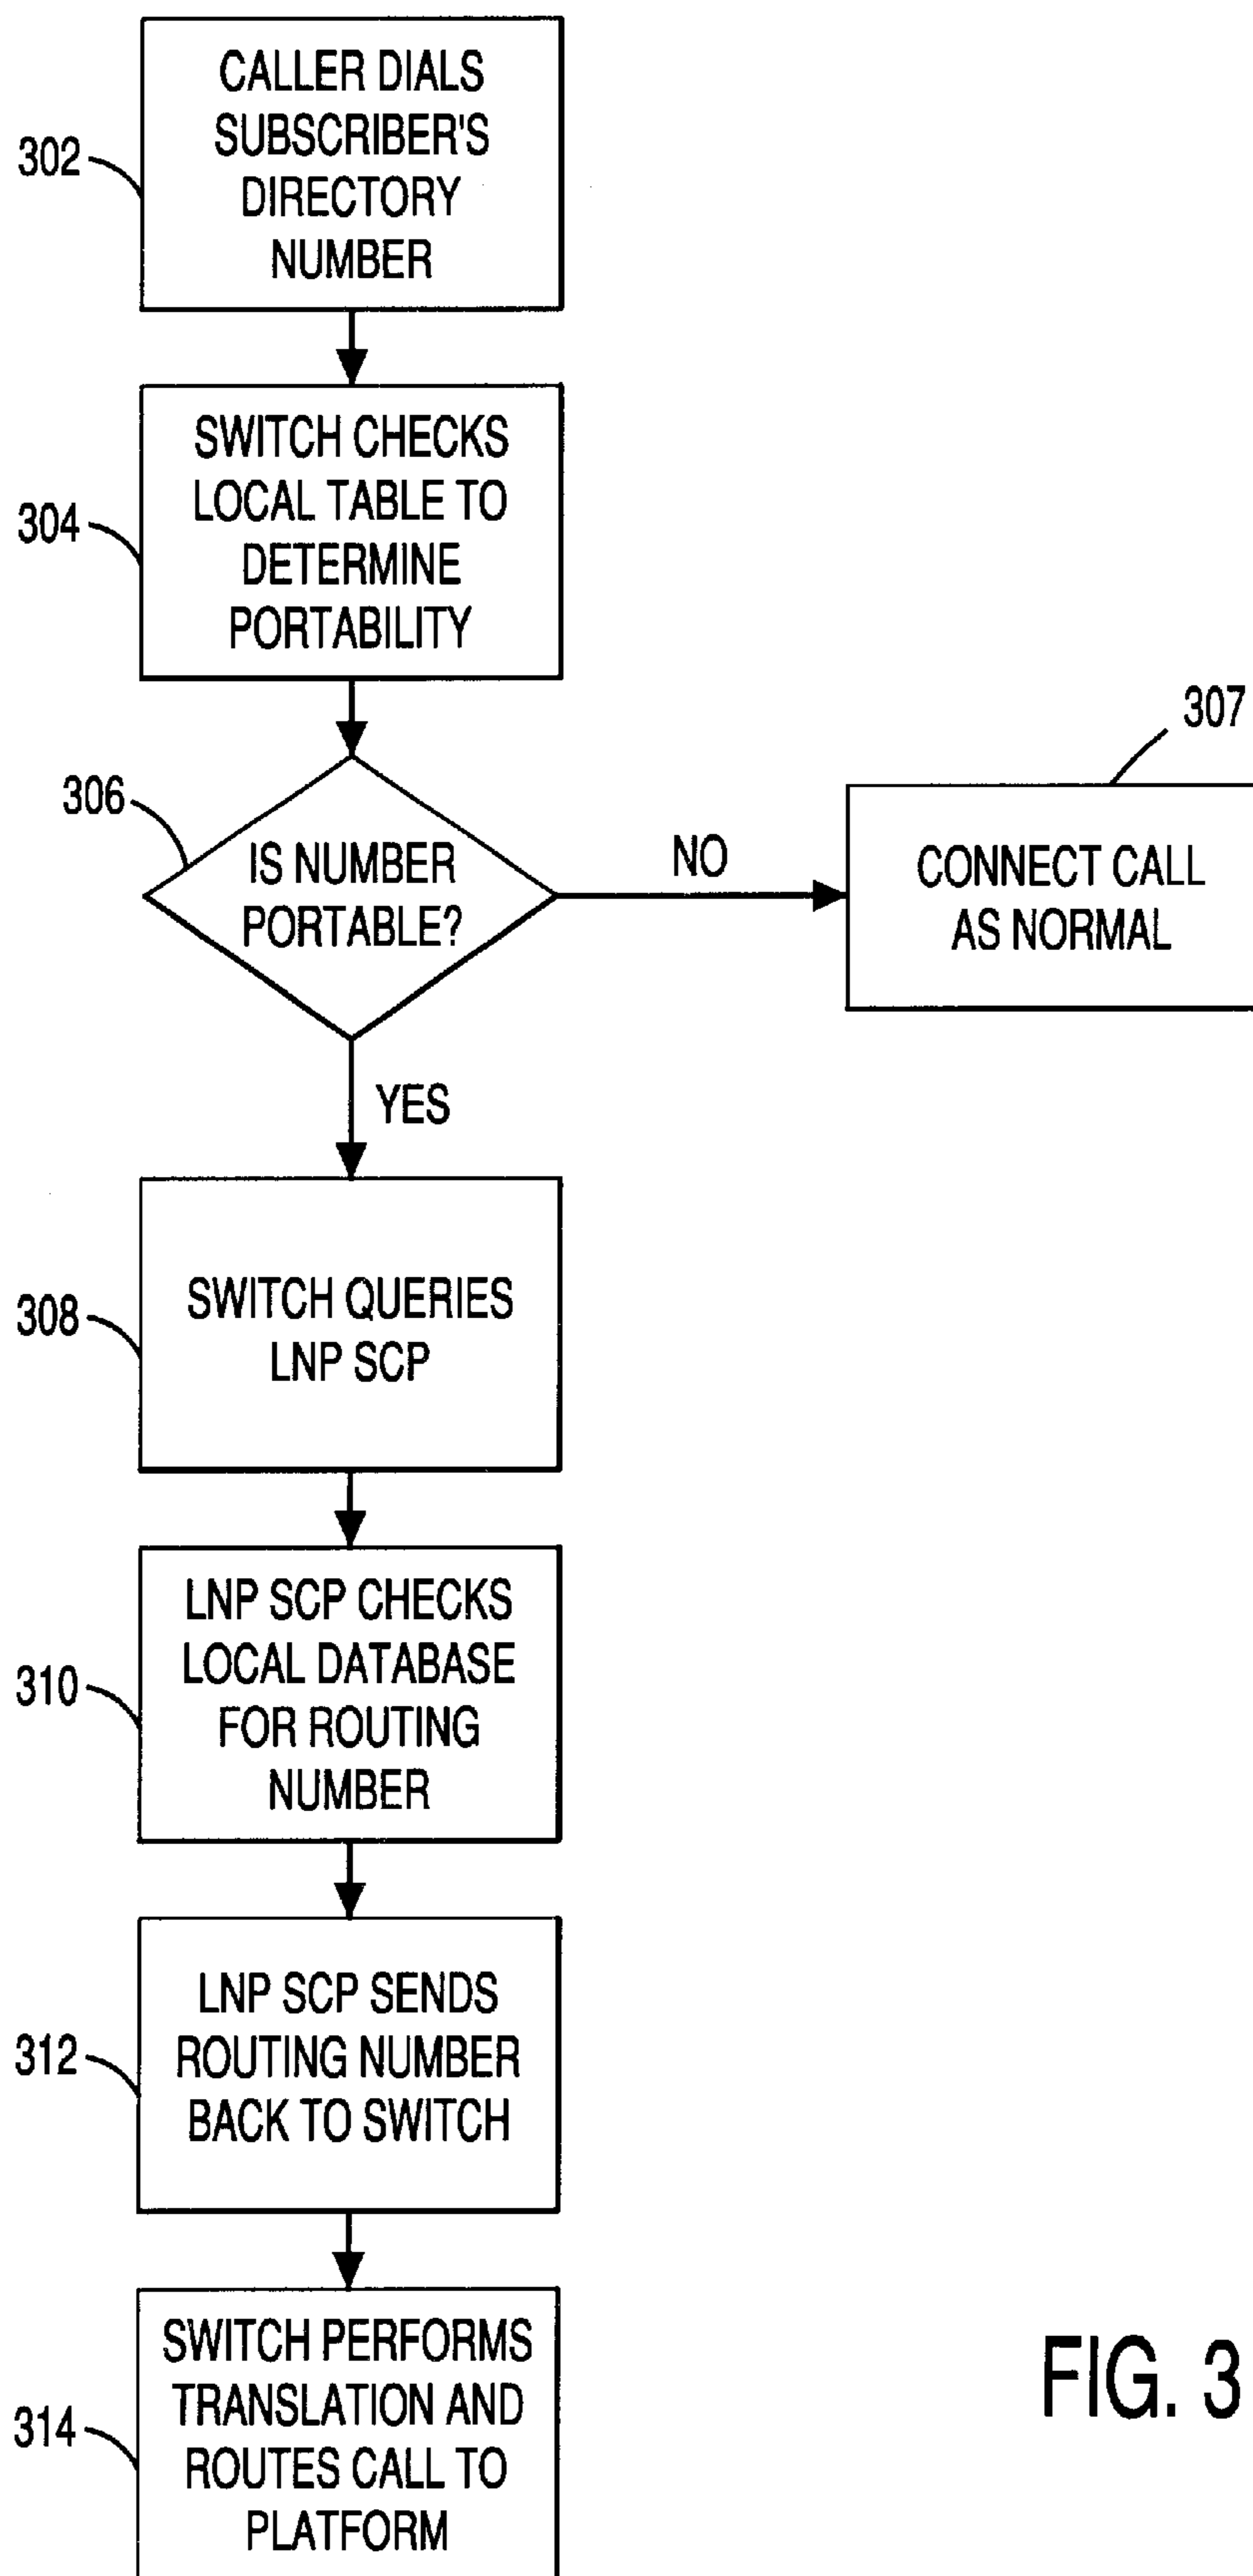 302
CALLER DIALS
SUBSCRIBER'S
DIRECTORY
NUMBER
304
SWITCH CHECKS
LOCAL TABLE TO
DETERMINE
PORTABILITY
306
IS NUMBER
PORTABLE?
NO
307
CONNECT CALL
AS NORMAL
YES
308
SWITCH QUERIES
LNP SCP
310
LNP SCP CHECKS
LOCAL DATABASE
FOR ROUTING
NUMBER
312
LNP SCP SENDS
ROUTING NUMBER
BACK TO SWITCH
314
SWITCH PERFORMS
TRANSLATION AND
ROUTES CALL TO
PLATFORM
FIG. 3